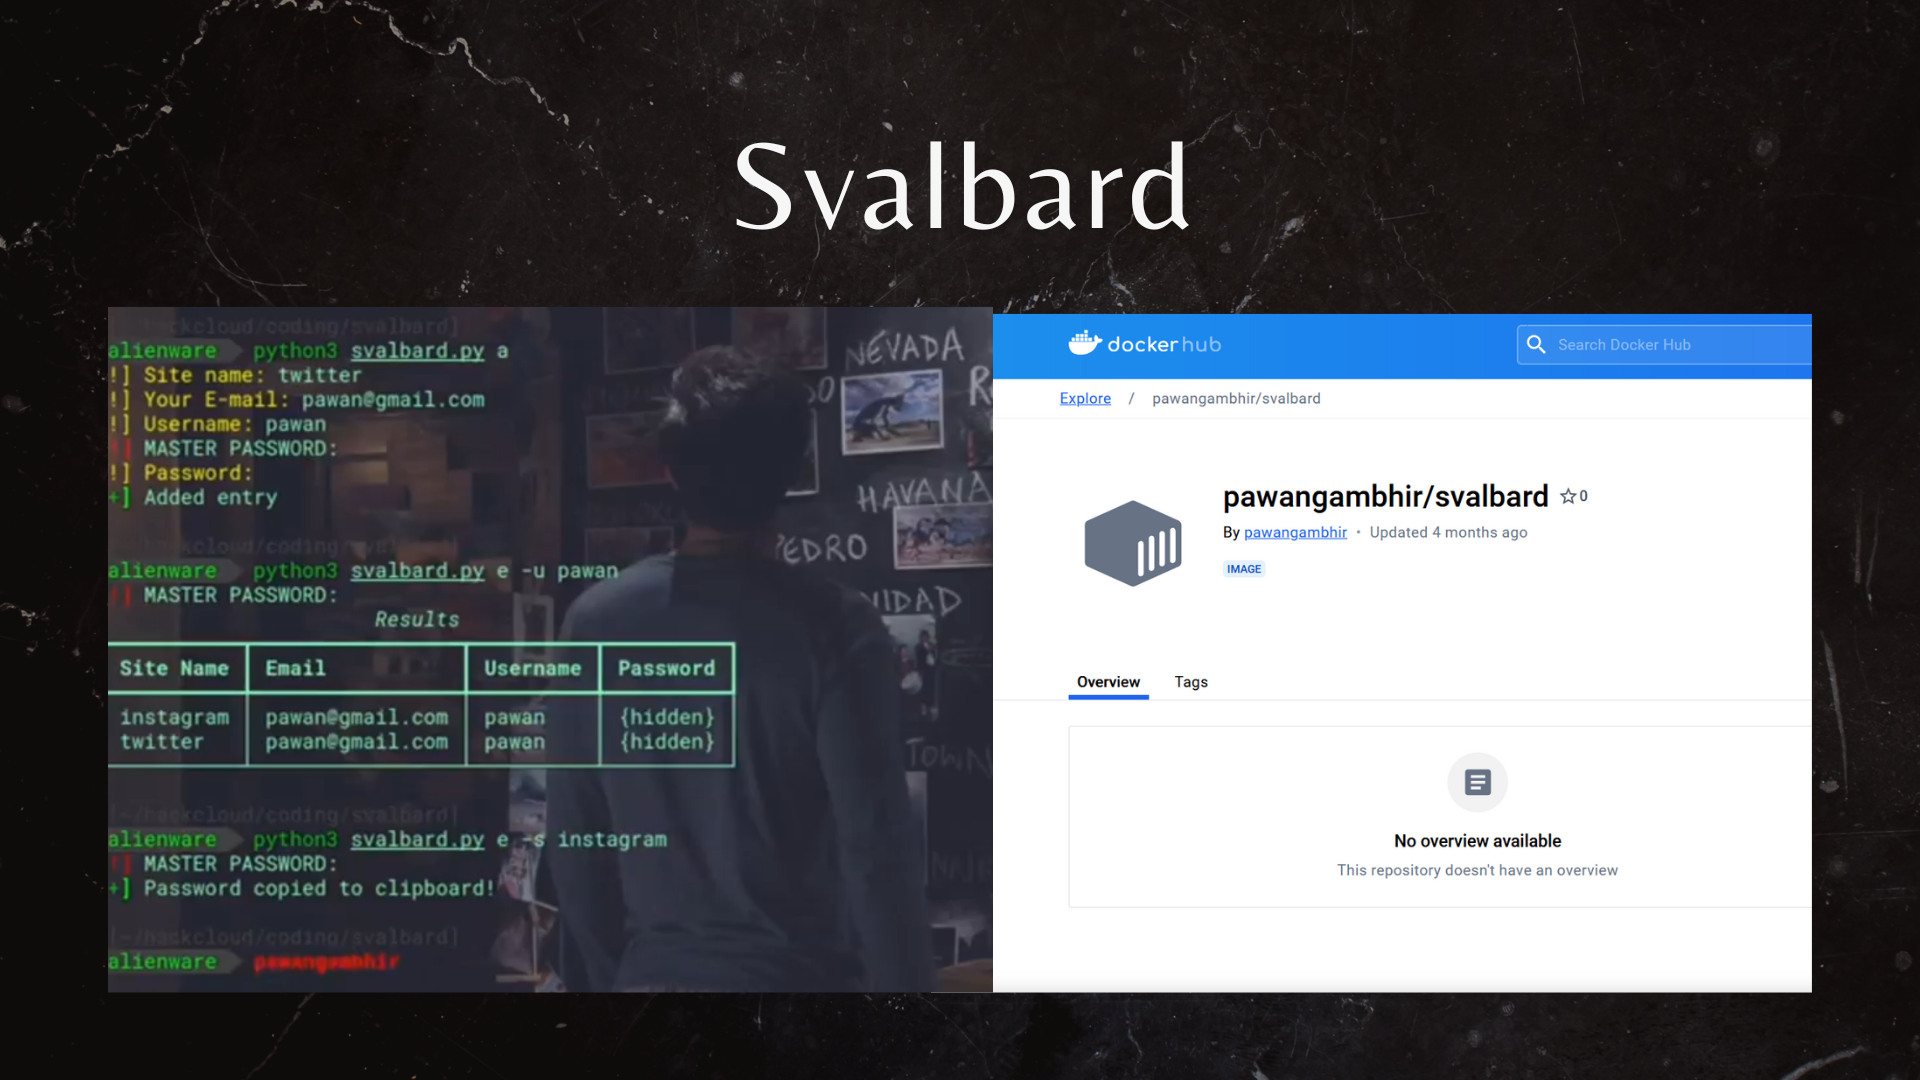 Svalbard
hackcloud/coding/svalbard]
alienware python3 svalbard.py a
!] Site name: twitter
!] Your E-mail: pawan@gmail.com
!] Username: pawan
!] MASTER PASSWORD:
!] Password:
+] Added entry
hackcloud/coding/
alienware python3 svalbard.py e -u pawan
!] MASTER PASSWORD:
Results
Site Name Email Username Password
instagram pawan@gmail.com pawan {hidden}
twitter pawan@gmail.com pawan {hidden}
[~/hackcloud/coding/svalbard]
alienware python3 svalbard.py e -s instagram
!] MASTER PASSWORD:
+] Password copied to clipboard!
[~/hackcloud/coding/svalbard]
alienware pawangambhir
NEVADA
HAVANA
PEDRO
TOWN
docker hub
Search Docker Hub
Explore / pawangambhir/svalbard
pawangambhir/svalbard ☆0
By pawangambhir • Updated 4 months ago
IMAGE
Overview Tags
No overview available
This repository doesn't have an overview